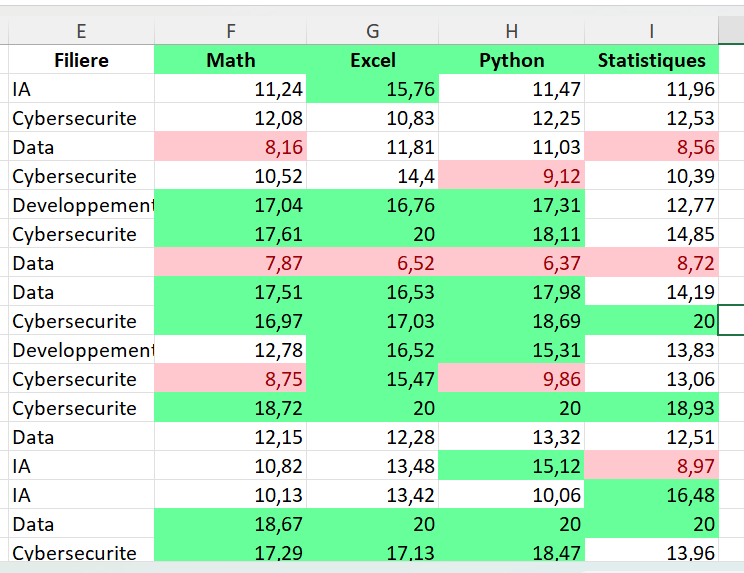 E F G H I
Filiere Math Excel Python Statistiques
IA 11,24 15,76 11,47 11,96
Cybersecurite 12,08 10,83 12,25 12,53
Data 8,16 11,81 11,03 8,56
Cybersecurite 10,52 14,4 9,12 10,39
Developpement 17,04 16,76 17,31 12,77
Cybersecurite 17,61 20 18,11 14,85
Data 7,87 6,52 6,37 8,72
Data 17,51 16,53 17,98 14,19
Cybersecurite 16,97 17,03 18,69 20
Developpement 12,78 16,52 15,31 13,83
Cybersecurite 8,75 15,47 9,86 13,06
Cybersecurite 18,72 20 20 18,93
Data 12,15 12,28 13,32 12,51
IA 10,82 13,48 15,12 8,97
IA 10,13 13,42 10,06 16,48
Data 18,67 20 20 20
Cybersecurite 17,29 17,13 18,47 13,96